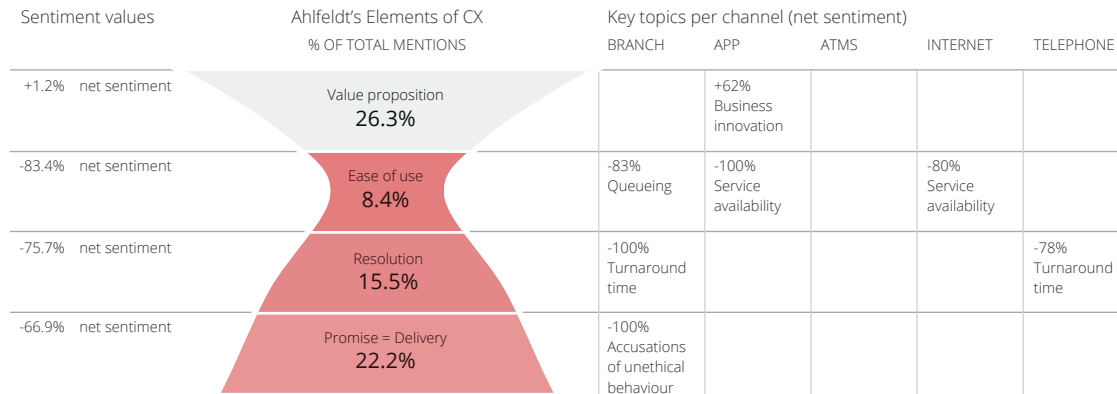 Sentiment values
Ahlfeldt's Elements of CX
Key topics per channel (net sentiment)
% OF TOTAL MENTIONS
BRANCH
APP
ATMS
INTERNET
TELEPHONE
+1.2% net sentiment
Value proposition
26.3%
+62%
Business
innovation
-83.4% net sentiment
Ease of use
8.4%
-83%
Queueing
-100%
Service
availability
-80%
Service
availability
-75.7% net sentiment
Resolution
15.5%
-100%
Turnaround
time
-78%
Turnaround
time
-66.9% net sentiment
Promise = Delivery
22.2%
-100%
Accusations
of unethical
behaviour